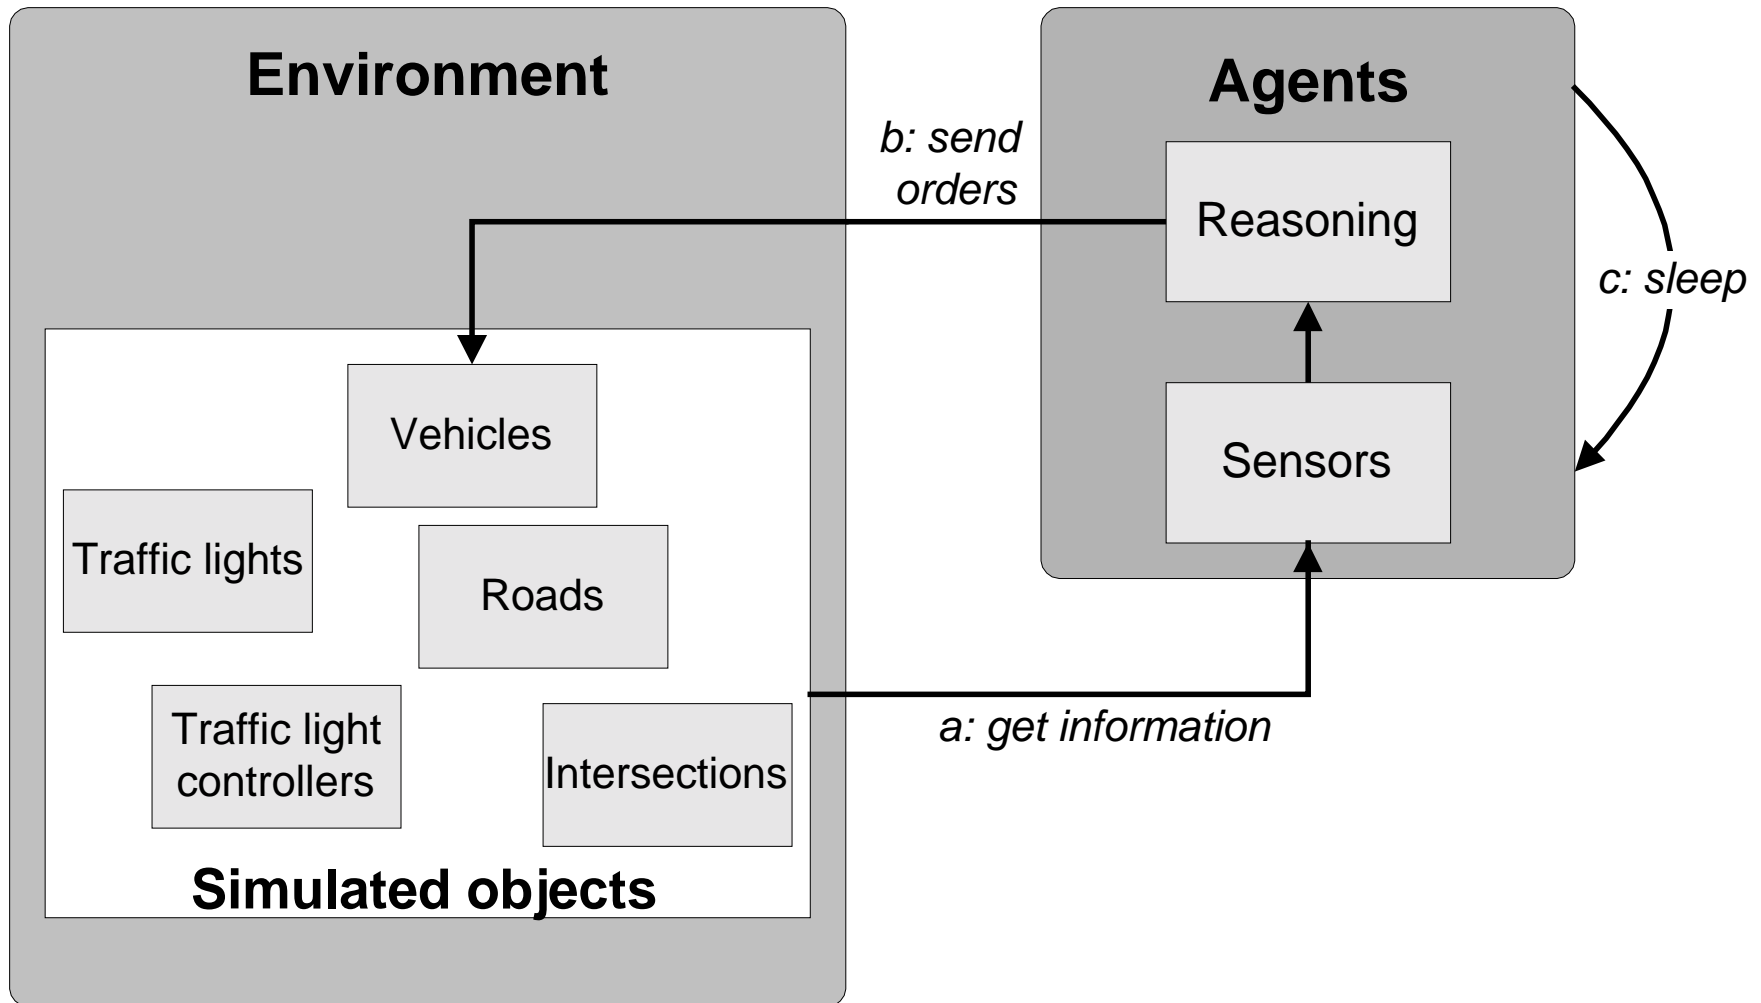 Environment
Agents
b: send
orders
Reasoning
c: sleep
Vehicles
Sensors
Traffic lights
Roads
Traffic light
controllers
a: get information
Intersections
Simulated objects